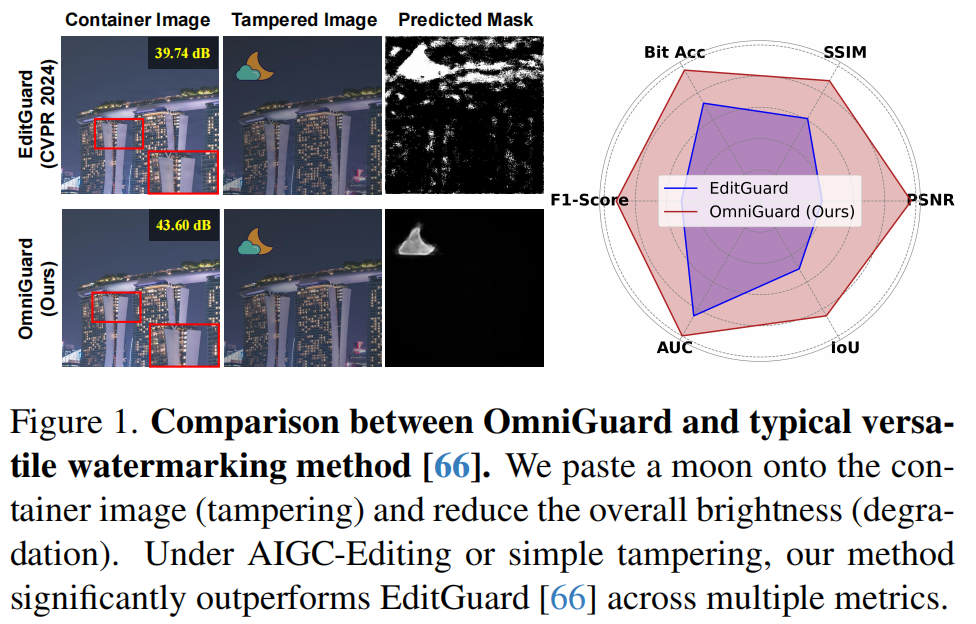 Container Image Tampered Image Predicted Mask
EditGuard
(CVPR 2024)
39.74 dB
OmniGuard
(Ours)
43.60 dB
Bit Acc
SSIM
F1-Score
PSNR
AUC
IoU
EditGuard
OmniGuard (Ours)
Figure 1. Comparison between OmniGuard and typical versa-
tile watermarking method [66]. We paste a moon onto the con-
tainer image (tampering) and reduce the overall brightness (degra-
dation). Under AIGC-Editing or simple tampering, our method
significantly outperforms EditGuard [66] across multiple metrics.